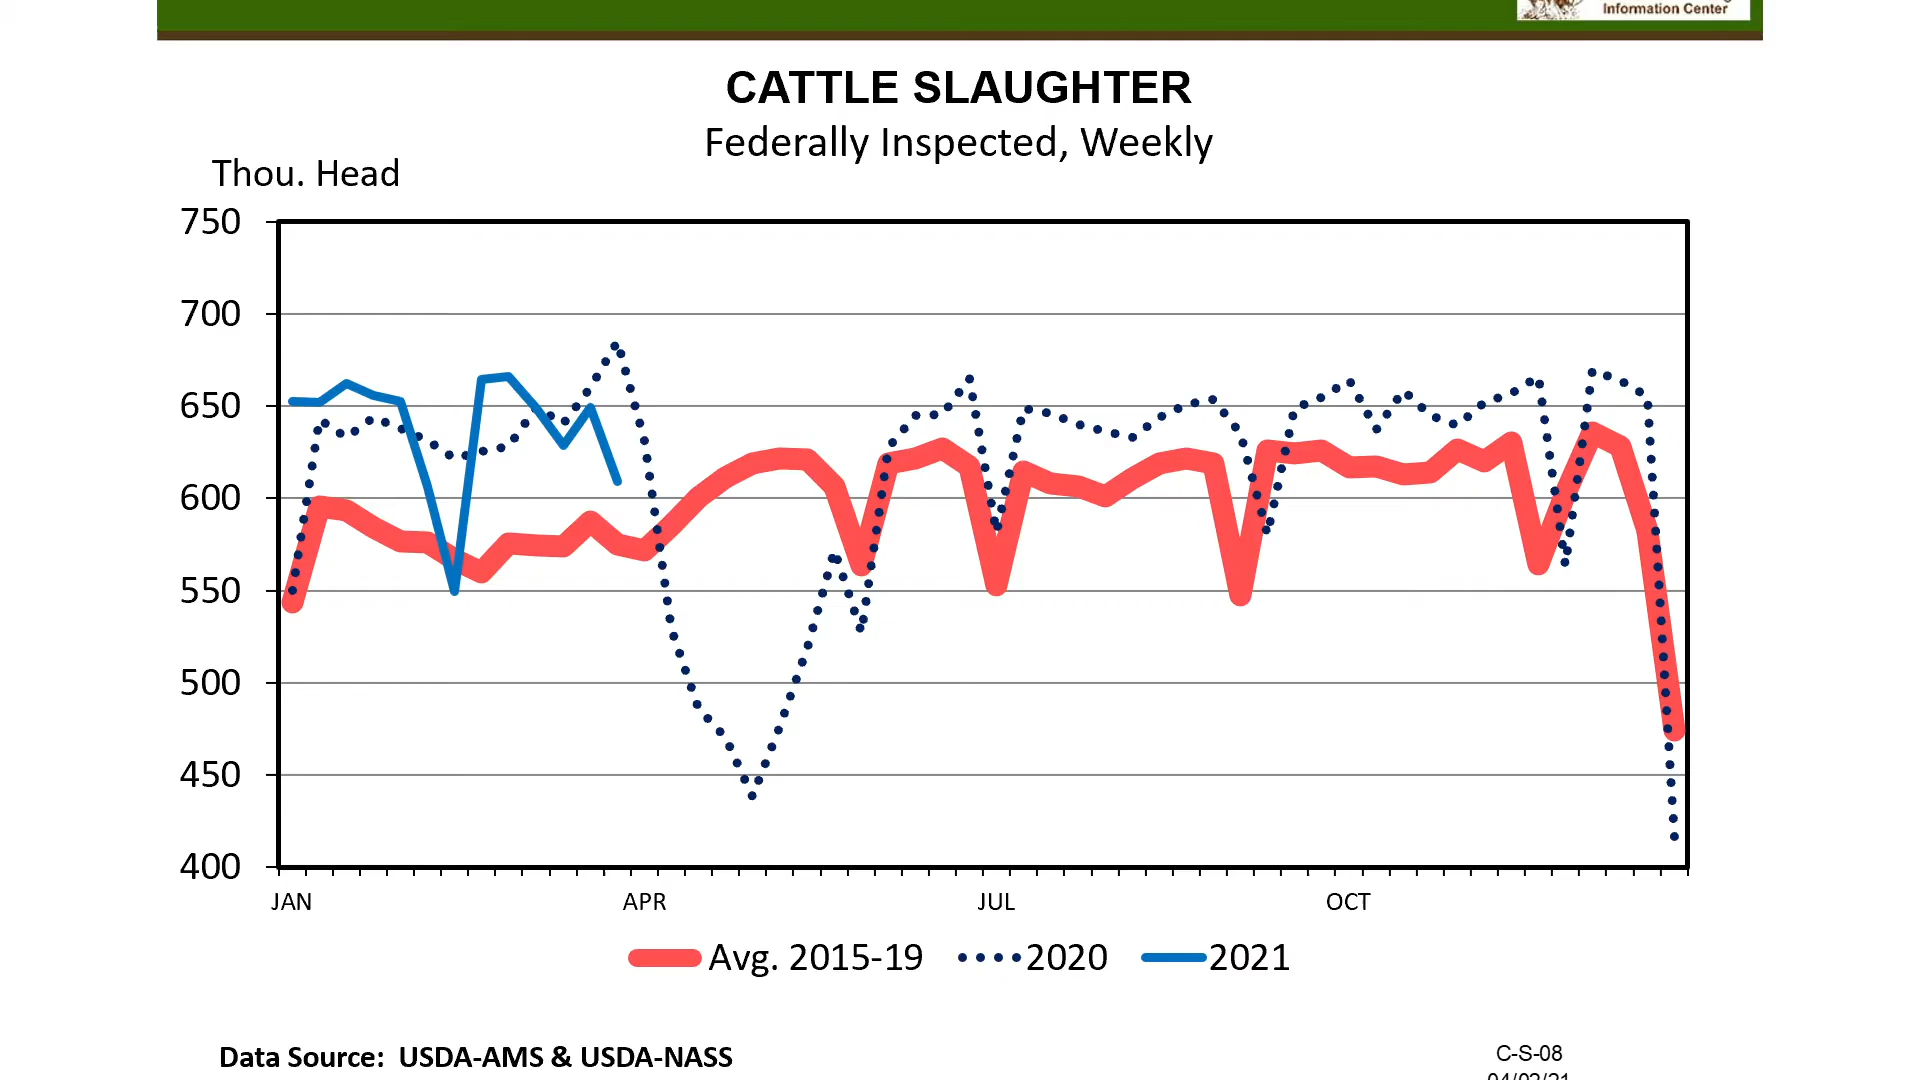 Information Center
CATTLE SLAUGHTER
Federally Inspected, Weekly
Thou. Head
750
700
650
600
550
500
450
400
JAN APR JUL OCT
Avg. 2015-19 2020 2021
Data Source: USDA-AMS & USDA-NASS
C-S-08